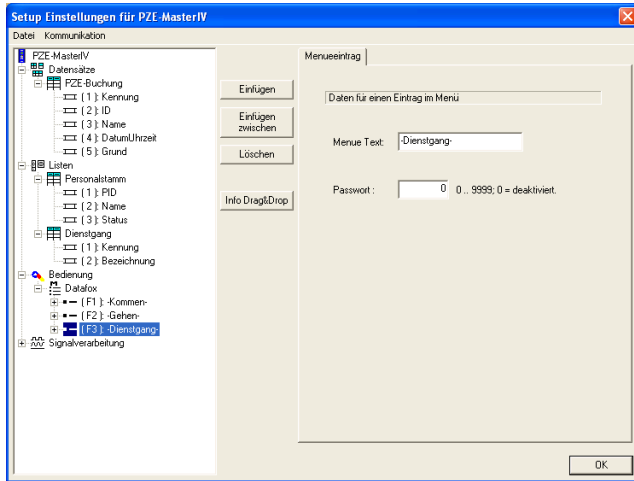 Setup Einstellungen für PZE-MasterIV
Datei Kommunikation
PZE-MasterIV
Datensätze
PZE-Buchung
( 1 ): Kennung
( 2 ): ID
( 3 ): Name
( 4 ): DatumUhrzeit
( 5 ): Grund
Listen
Personalstamm
( 1 ): PID
( 2 ): Name
( 3 ): Status
Dienstgang
( 1 ): Kennung
( 2 ): Bezeichnung
Bedienung
Datafox
( F1 ): -Kommen-
( F2 ): -Gehen-
( F3 ): -Dienstgang-
Signalverarbeitung
Einfügen
Einfügen
zwischen
Löschen
Info Drag&Drop
Menueeintrag
Daten für einen Eintrag im Menü
Menue Text: -Dienstgang-
Passwort : 0 0 .. 9999; 0 = deaktiviert.
OK